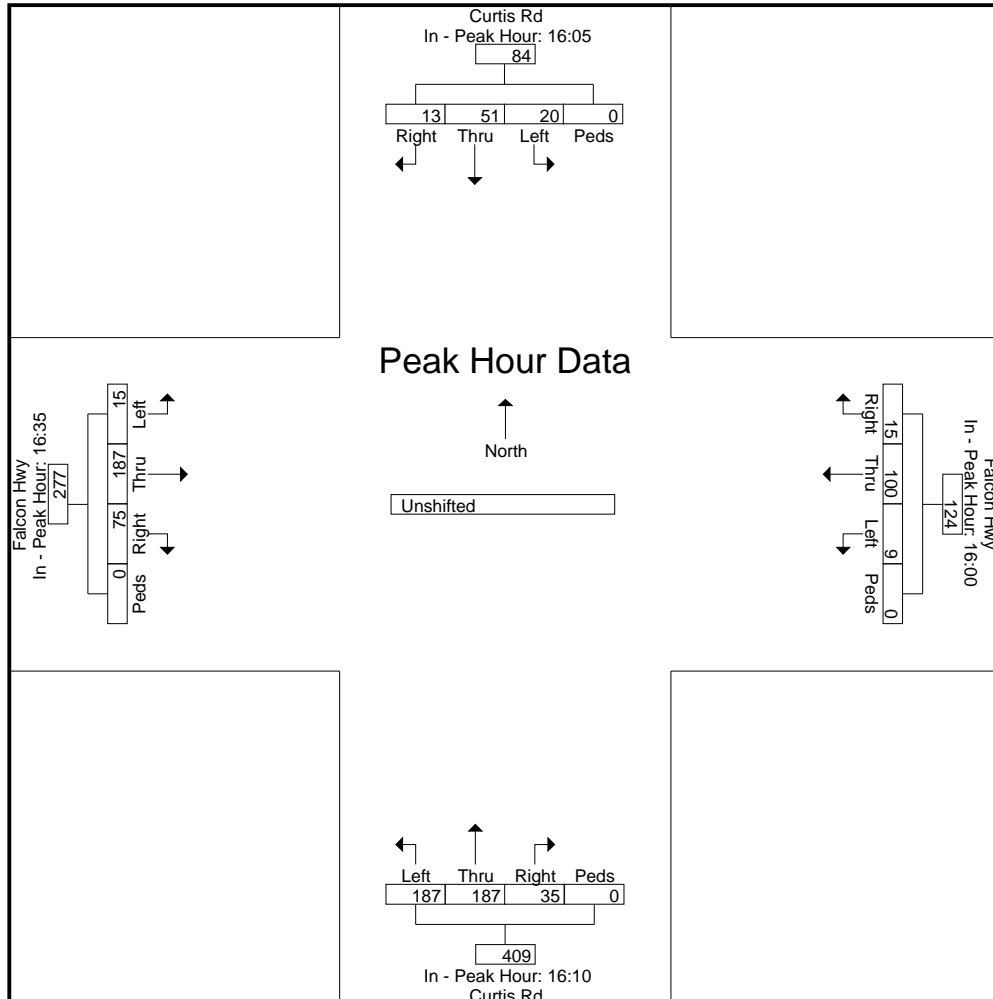 Curtis Rd
In - Peak Hour: 16:05
84
13 51 20 0
Right Thru Left Peds
Peak Hour Data
North
Unshifted
Falcon Hwy
In - Peak Hour: 16:35
277
15 187 75 0
Left Thru Right Peds
Falcon Hwy
In - Peak Hour: 16:00
124
15 100 9 0
Right Thru Left Peds
Left Thru Right Peds
187 187 35 0
409
In - Peak Hour: 16:10
Curtis Rd